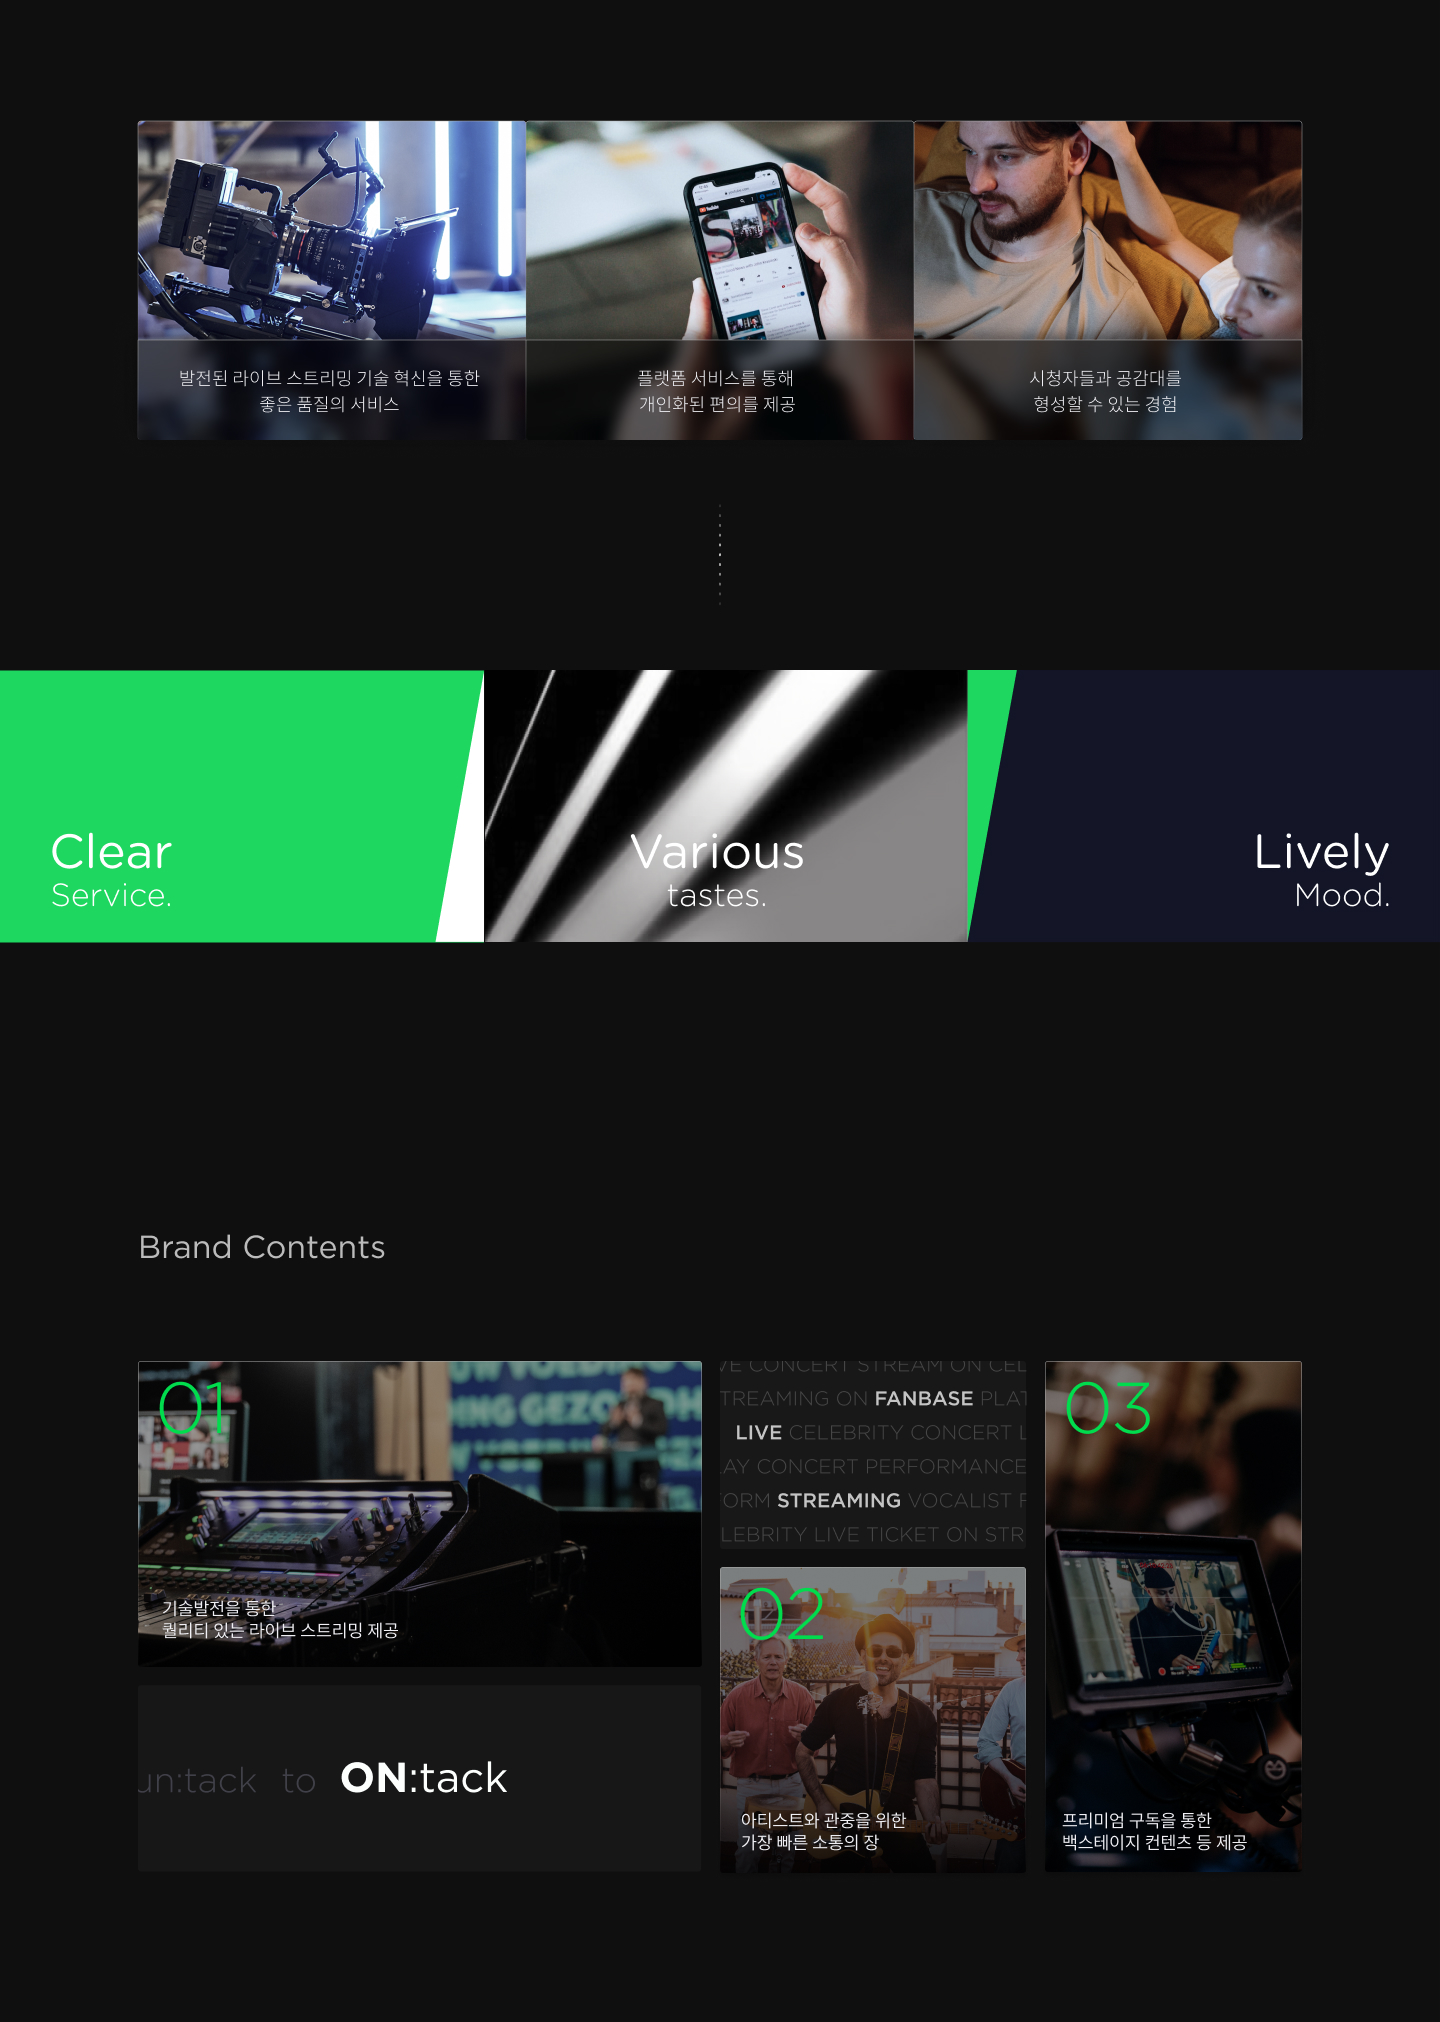 발전된 라이브 스트리밍 기술 혁신을 통한
좋은 품질의 서비스
플랫폼 서비스를 통해
개인화된 편의를 제공
시청자들과 공감대를
형성할 수 있는 경험
Clear
Service.
Various
tastes.
Lively
Mood.
Brand Contents
01
기술발전을 통한
퀄리티 있는 라이브 스트리밍 제공
un:tack to ON:tack
VE CONCERT STREAM ON CEL
TREAMING ON FANBASE PLAT
LIVE CELEBRITY CONCERT L
AY CONCERT PERFORMANCE
FORM STREAMING VOCALIST F
LEBRITY LIVE TICKET ON STR
02
아티스트와 관중을 위한
가장 빠른 소통의 장
03
프리미엄 구독을 통한
백스테이지 컨텐츠 등 제공